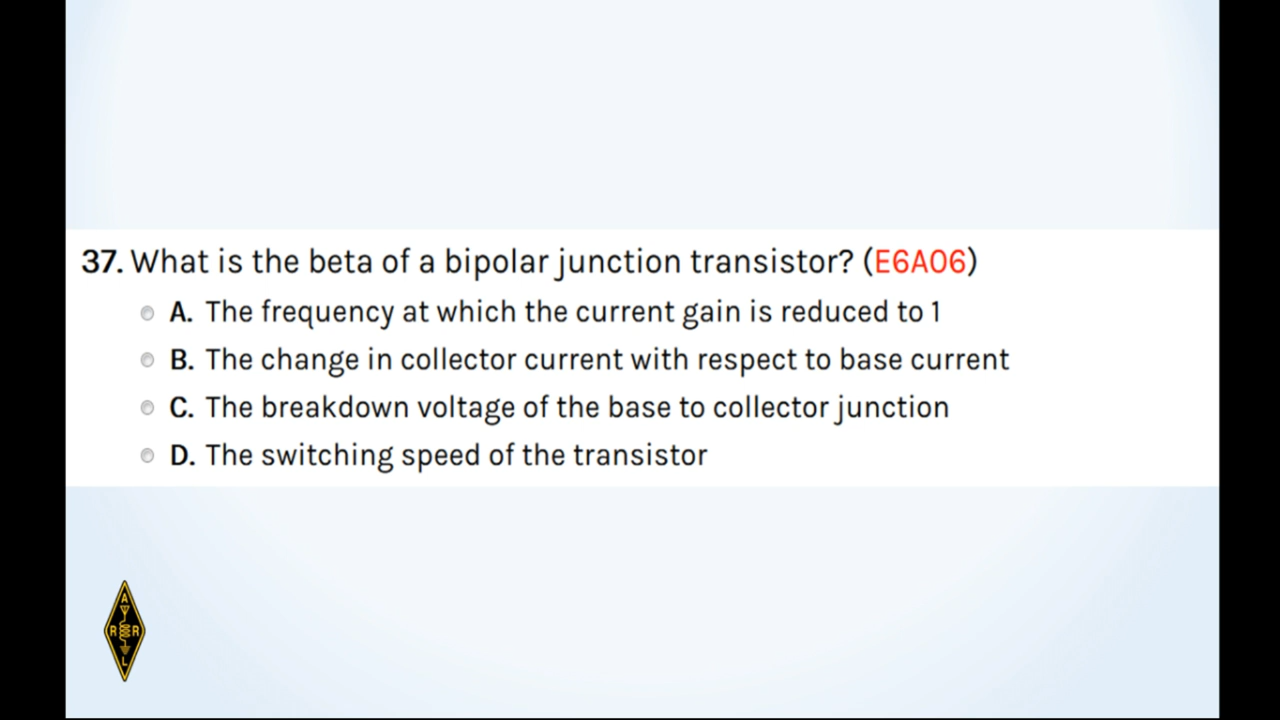 37. What is the beta of a bipolar junction transistor? (E6A06)
A. The frequency at which the current gain is reduced to 1
B. The change in collector current with respect to base current
C. The breakdown voltage of the base to collector junction
D. The switching speed of the transistor
A
R R
L